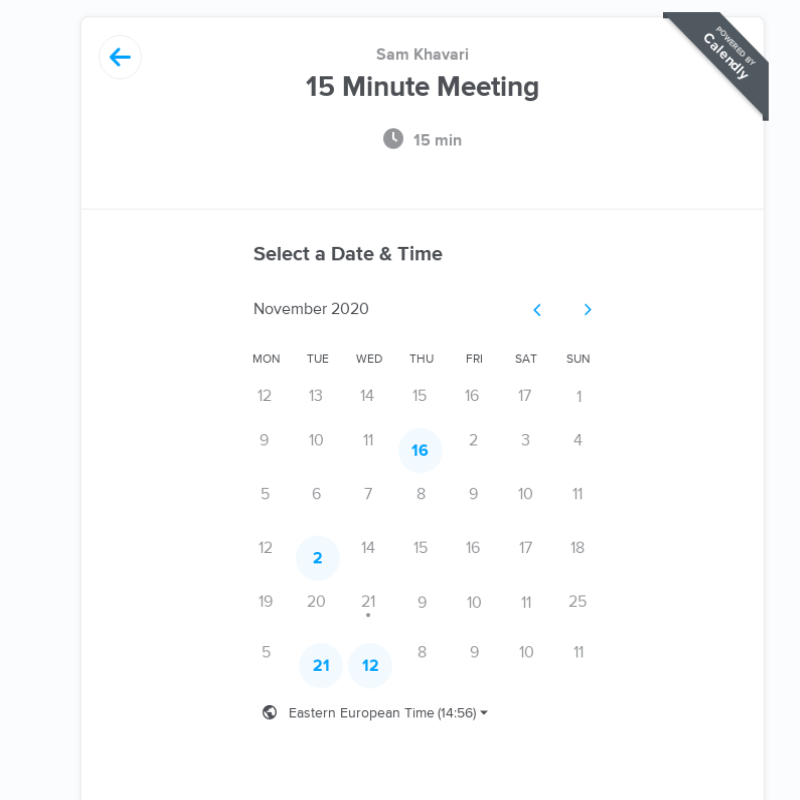 POWERED BY
Calendly
Sam Khavari
15 Minute Meeting
15 min
Select a Date & Time
November 2020
MON TUE WED THU FRI SAT SUN
12 13 14 15 16 17 1
9 10 11 16 2 3 4
5 6 7 8 9 10 11
12 2 14 15 16 17 18
19 20 21 9 10 11 25
5 21 12 8 9 10 11
Eastern European Time (14:56)